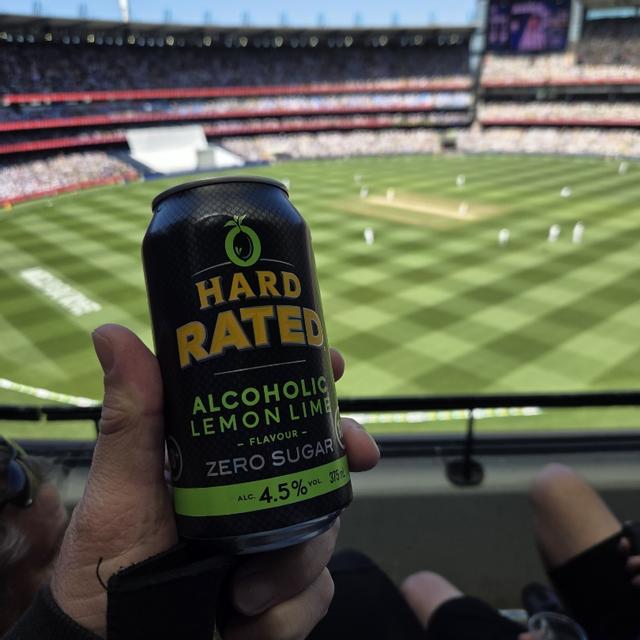 HARD
RATED
ALCOHOLIC
LEMON LIME
- FLAVOUR -
ZERO SUGAR
ALC. 4.5% VOL. 375mL